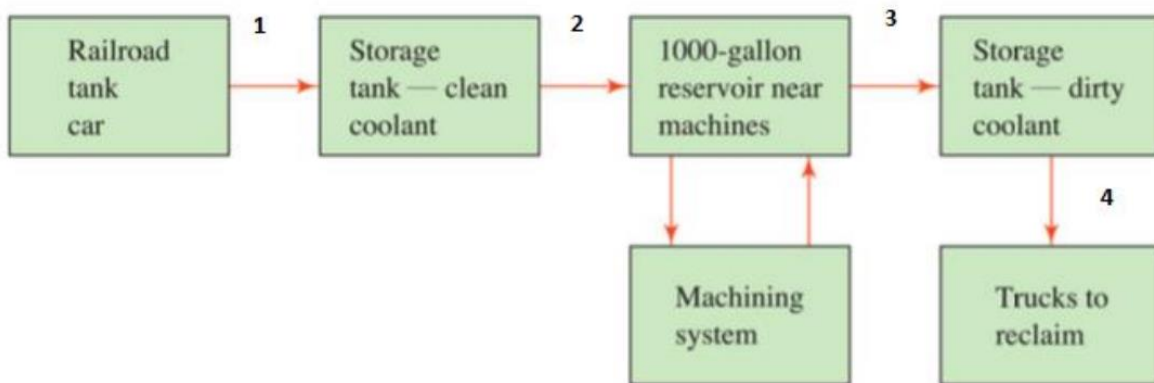 1
2
3
4
Railroad
tank
car
Storage
tank — clean
coolant
1000-gallon
reservoir near
machines
Storage
tank — dirty
coolant
Machining
system
Trucks to
reclaim